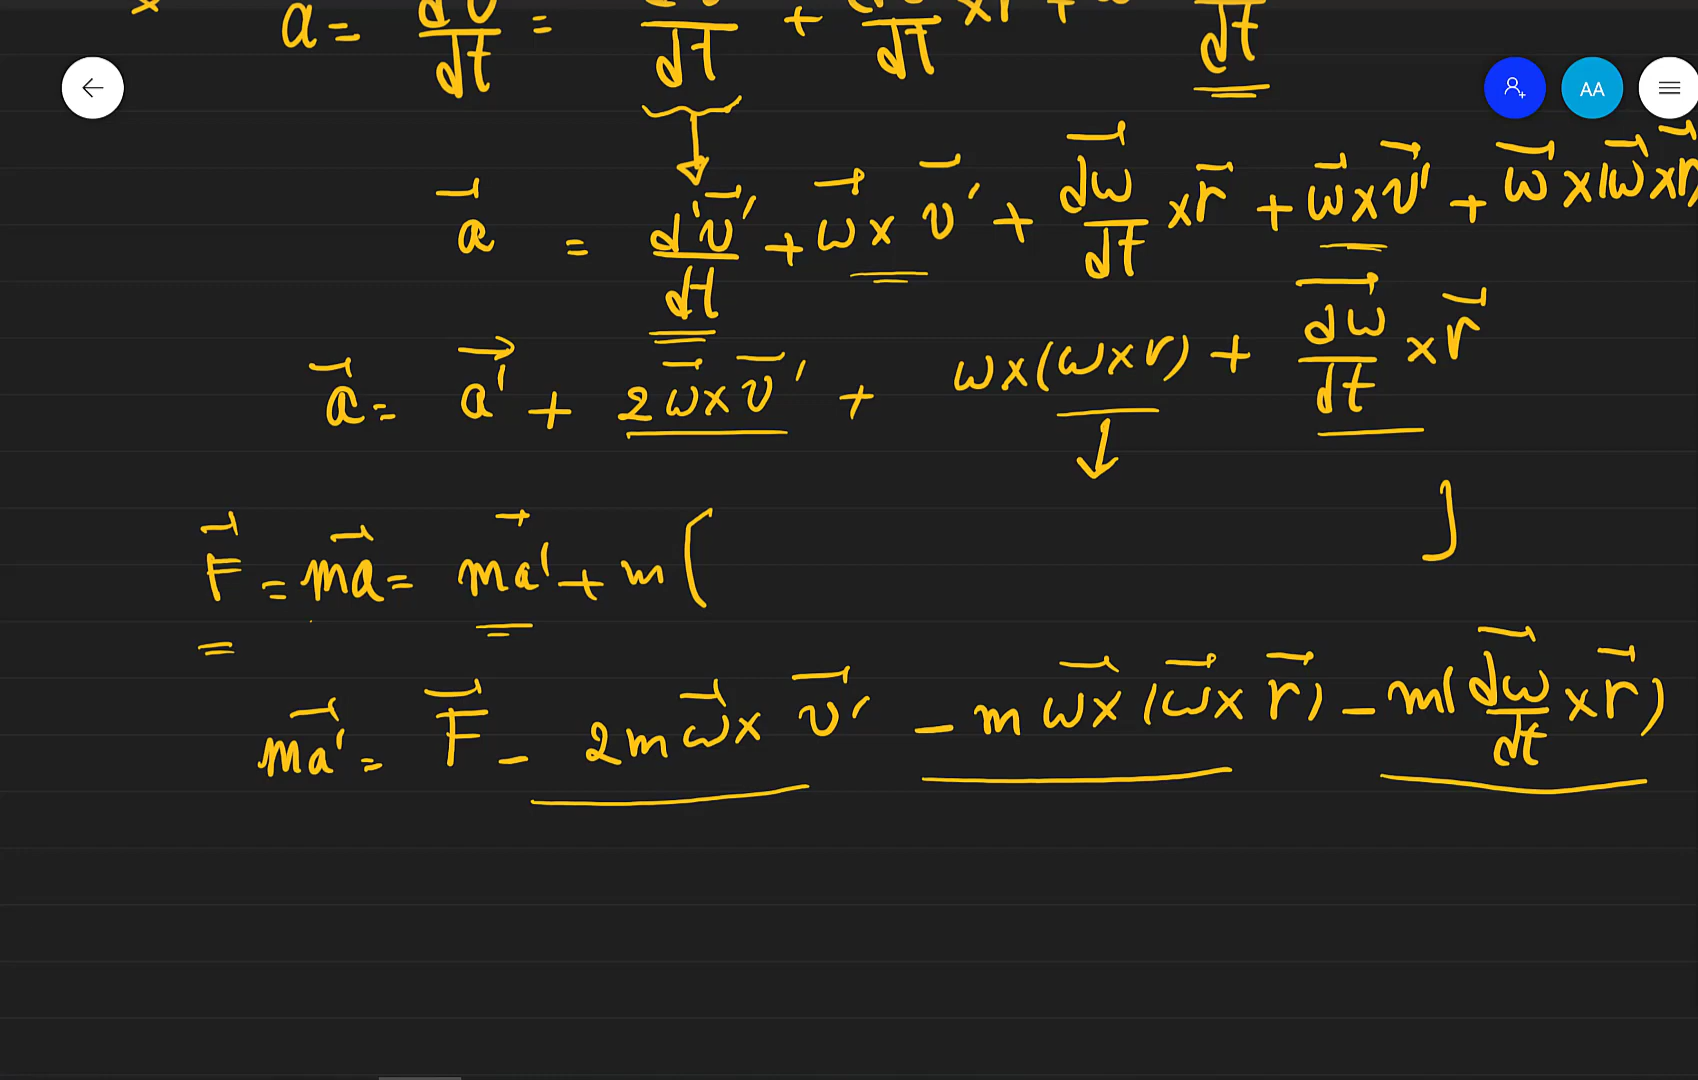 a = dv/dt = dv'/dt + dω/dt × r + ω × dr/dt
AA
a⃗ = d'v⃗'/dt + ω⃗ × v⃗' + dω⃗/dt × r⃗ + ω⃗ × v⃗' + ω⃗ × (ω⃗ × r⃗
a⃗ = a⃗' + 2ω⃗ × v⃗' + ω × (ω × r) + dω⃗/dt × r⃗
F⃗ = ma⃗ = ma⃗' + m( ]
ma⃗' = F⃗ - 2mω⃗ × v⃗' - mω⃗ × (ω⃗ × r⃗) - m(dω⃗/dt × r⃗)